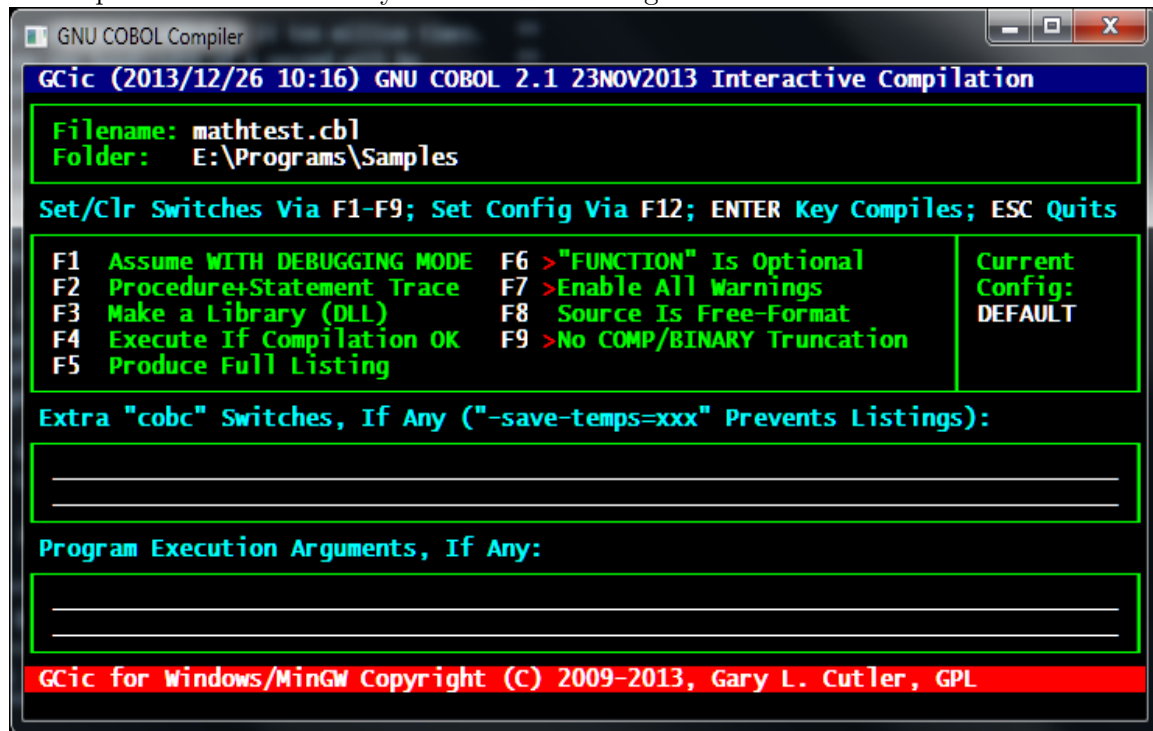 GNU COBOL Compiler
GCic (2013/12/26 10:16) GNU COBOL 2.1 23NOV2013 Interactive Compilation
Filename: mathtest.cbl
Folder: E:\Programs\Samples
Set/Clr Switches Via F1-F9; Set Config Via F12; ENTER Key Compiles; ESC Quits
F1 Assume WITH DEBUGGING MODE F6 >"FUNCTION" Is Optional Current
F2 Procedure+Statement Trace F7 >Enable All Warnings Config:
F3 Make a Library (DLL) F8 Source Is Free-Format DEFAULT
F4 Execute If Compilation OK F9 >No COMP/BINARY Truncation
F5 Produce Full Listing
Extra "cobc" Switches, If Any ("-save-temps=xxx" Prevents Listings):
Program Execution Arguments, If Any:
GCic for Windows/MinGW Copyright (C) 2009-2013, Gary L. Cutler, GPL